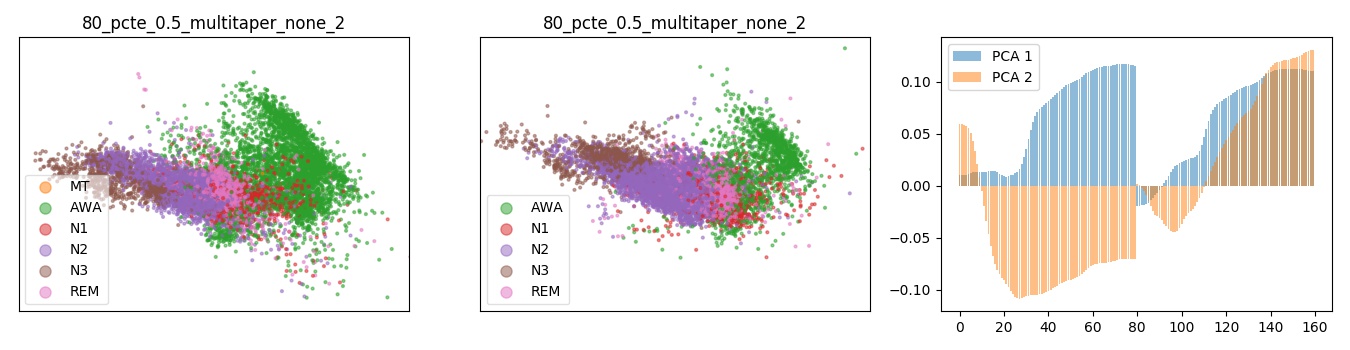 80_pcte_0.5_multitaper_none_2
MT
AWA
N1
N2
N3
REM
80_pcte_0.5_multitaper_none_2
AWA
N1
N2
N3
REM
PCA 1
PCA 2
0.10
0.05
0.00
−0.05
−0.10
0 20 40 60 80 100 120 140 160